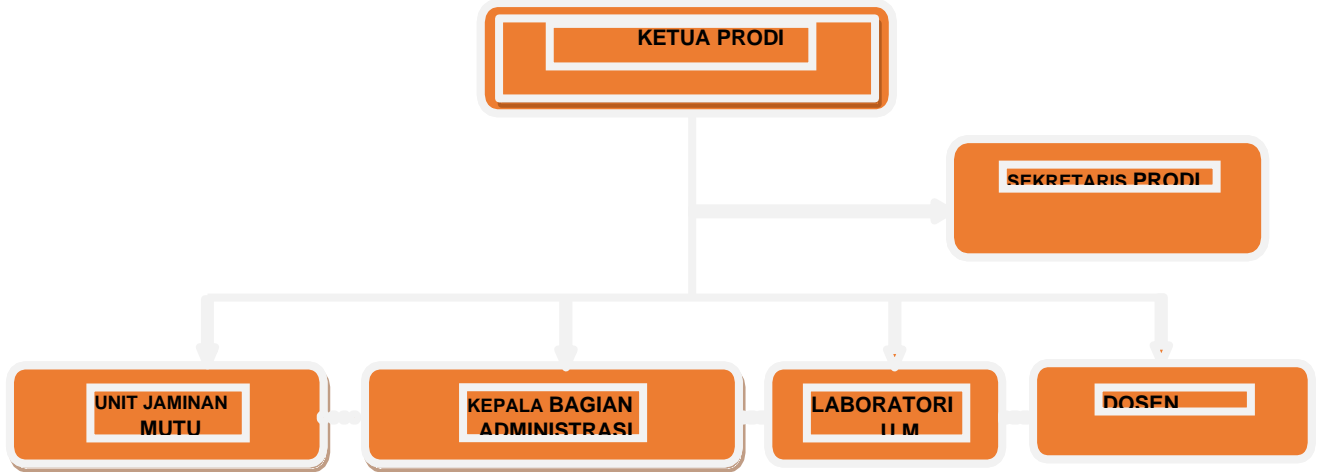 KETUA PRODI
SEKRETARIS PRODI
UNIT JAMINAN
MUTU
KEPALA BAGIAN
ADMINISTRASI
LABORATORI
UM
DOSEN